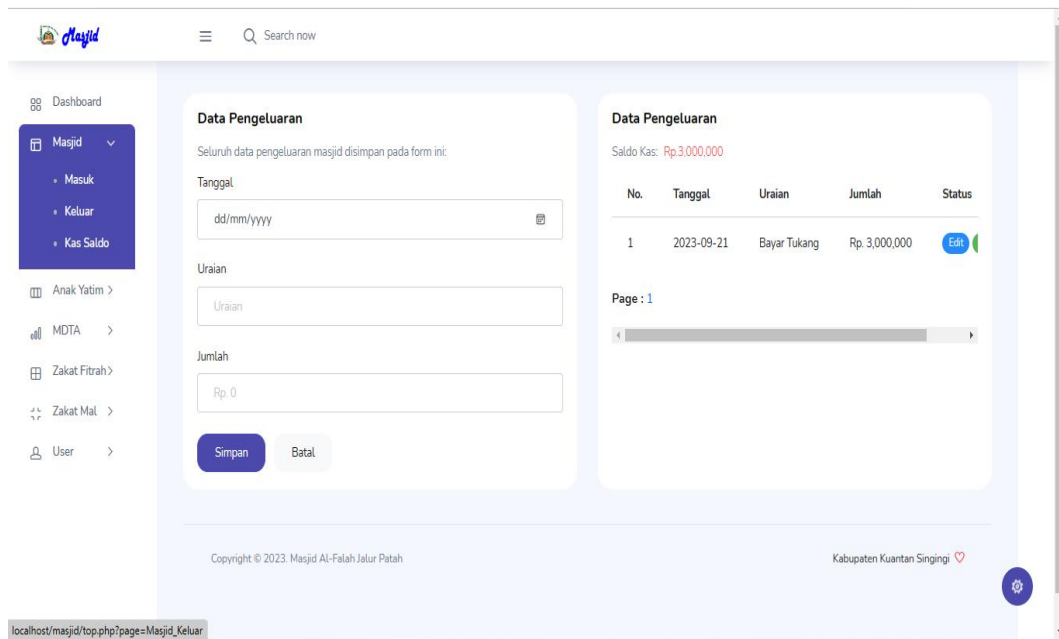 Masjid
Search now
Dashboard
Masjid
Masuk
Keluar
Kas Saldo
Anak Yatim >
MDTA >
Zakat Fitrah >
Zakat Mal >
User >
Data Pengeluaran
Seluruh data pengeluaran masjid disimpan pada form ini:
Tanggal
dd/mm/yyyy
Uraian
Uraian
Jumlah
Rp. 0
Simpan Batal
Data Pengeluaran
Saldo Kas: Rp.3,000,000
No. Tanggal Uraian Jumlah Status
1 2023-09-21 Bayar Tukang Rp. 3,000,000 Edit
Page : 1
Copyright © 2023. Masjid Al-Falah Jalur Patah
Kabupaten Kuantan Singingi
localhost/masjid/top.php?page=Masjid_Keluar